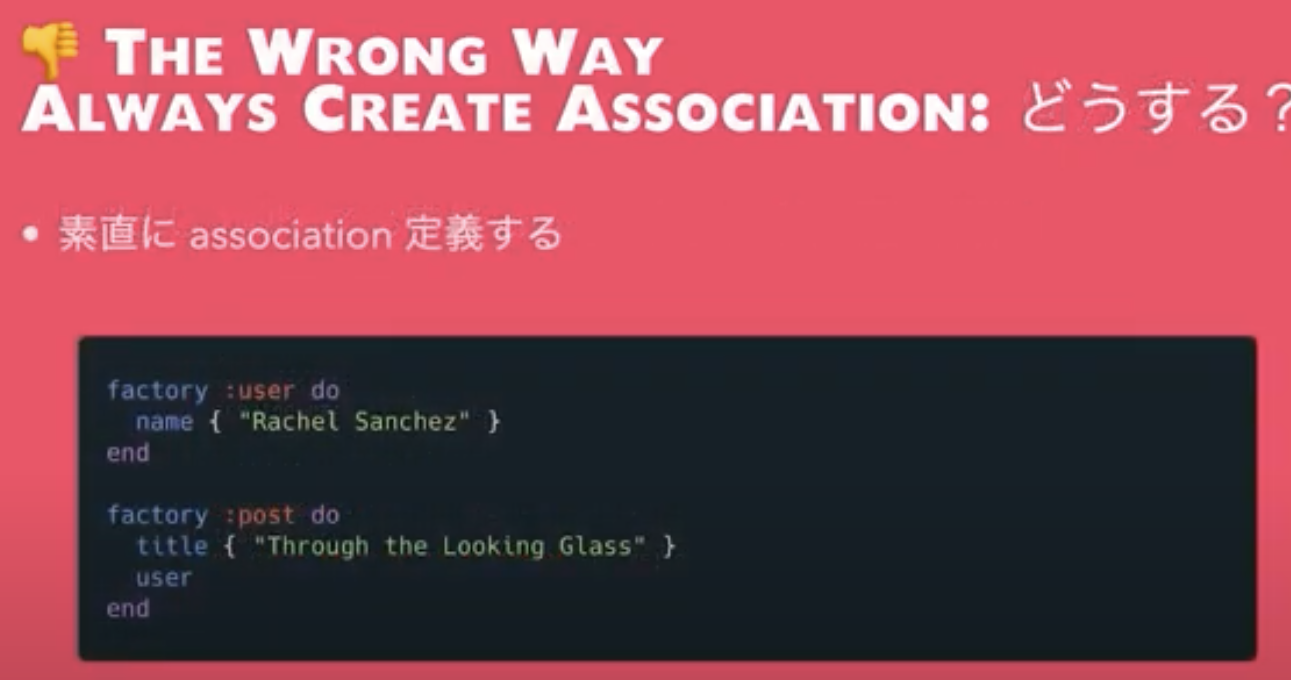 👎 THE WRONG WAY
ALWAYS CREATE ASSOCIATION: どうする？
• 素直に association 定義する
factory :user do
  name { "Rachel Sanchez" }
end
factory :post do
  title { "Through the Looking Glass" }
  user
end